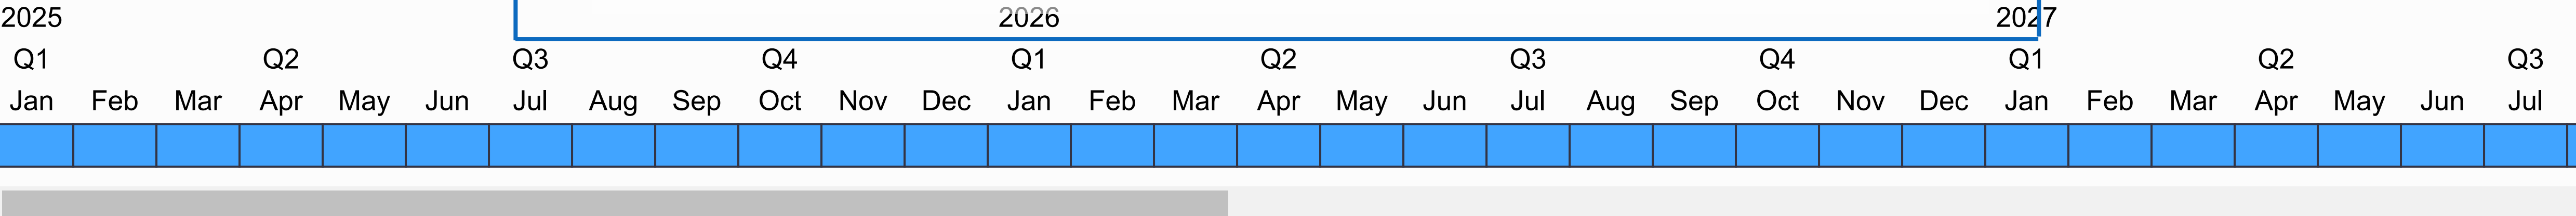 2025 2026 2027
Q1 Q2 Q3 Q4 Q1 Q2 Q3 Q4 Q1 Q2 Q3
Jan Feb Mar Apr May Jun Jul Aug Sep Oct Nov Dec Jan Feb Mar Apr May Jun Jul Aug Sep Oct Nov Dec Jan Feb Mar Apr May Jun Jul